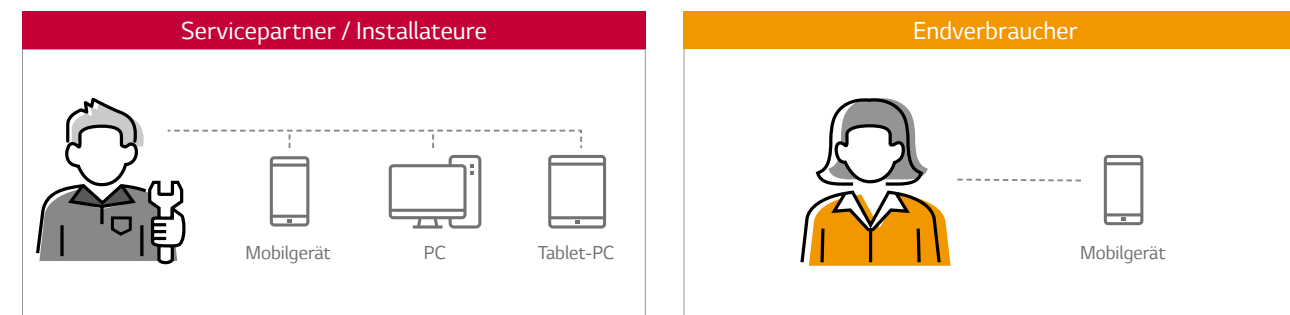 Servicepartner / Installateure
Mobilgerät
PC
Tablet-PC
Endverbraucher
Mobilgerät